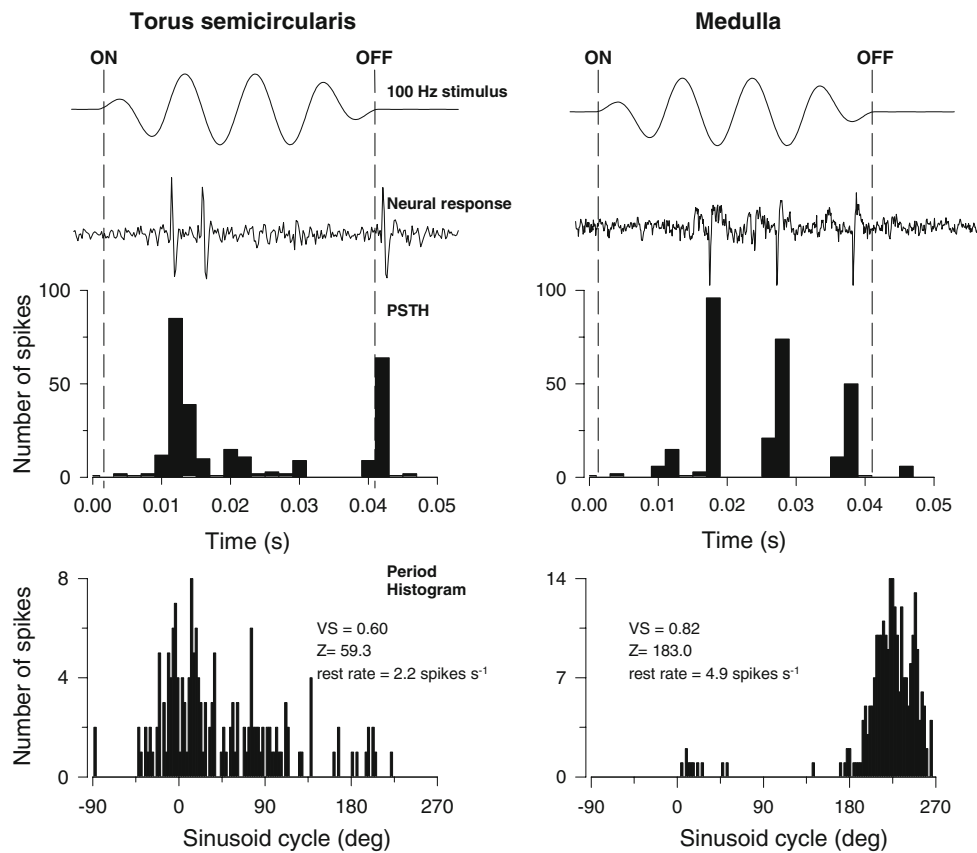 Torus semicircularis
Medulla
ON OFF
ON OFF
100 Hz stimulus
Neural response
PSTH
Number of spikes
100
50
0
0.00 0.01 0.02 0.03 0.04 0.05
Time (s)
100
50
0
0.00 0.01 0.02 0.03 0.04 0.05
Time (s)
Period
Histogram
Number of spikes
8
4
0
VS = 0.60
Z= 59.3
rest rate = 2.2 spikes s⁻¹
-90 0 90 180 270
Sinusoid cycle (deg)
14
7
0
VS = 0.82
Z= 183.0
rest rate = 4.9 spikes s⁻¹
-90 0 90 180 270
Sinusoid cycle (deg)